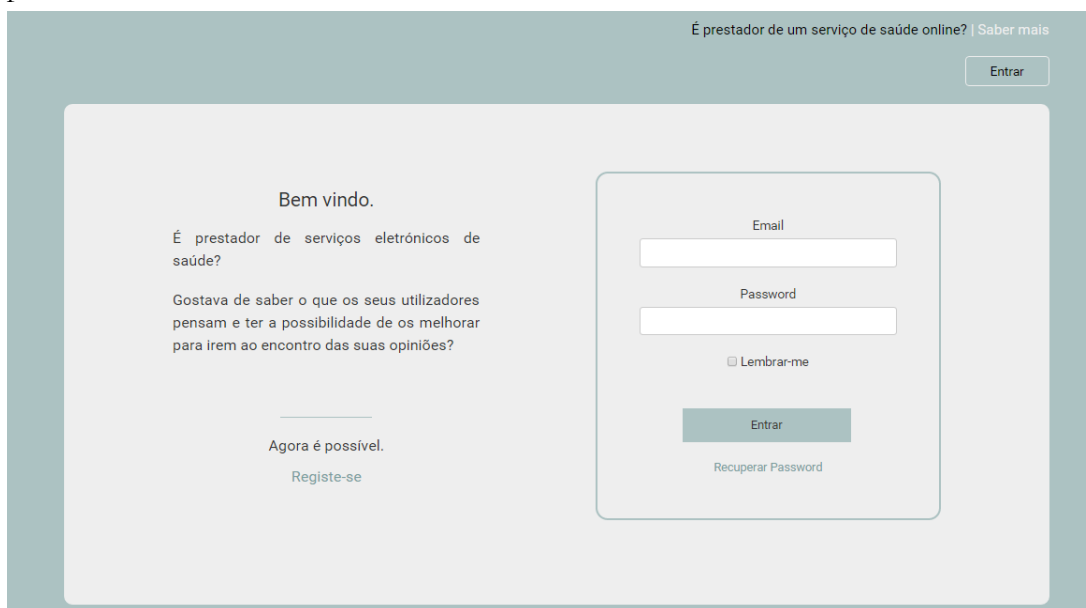 É prestador de um serviço de saúde online? | Saber mais
Entrar
Bem vindo.
É prestador de serviços eletrónicos de
saúde?
Gostava de saber o que os seus utilizadores
pensam e ter a possibilidade de os melhorar
para irem ao encontro das suas opiniões?
Agora é possível.
Registe-se
Email
Password
Lembrar-me
Entrar
Recuperar Password